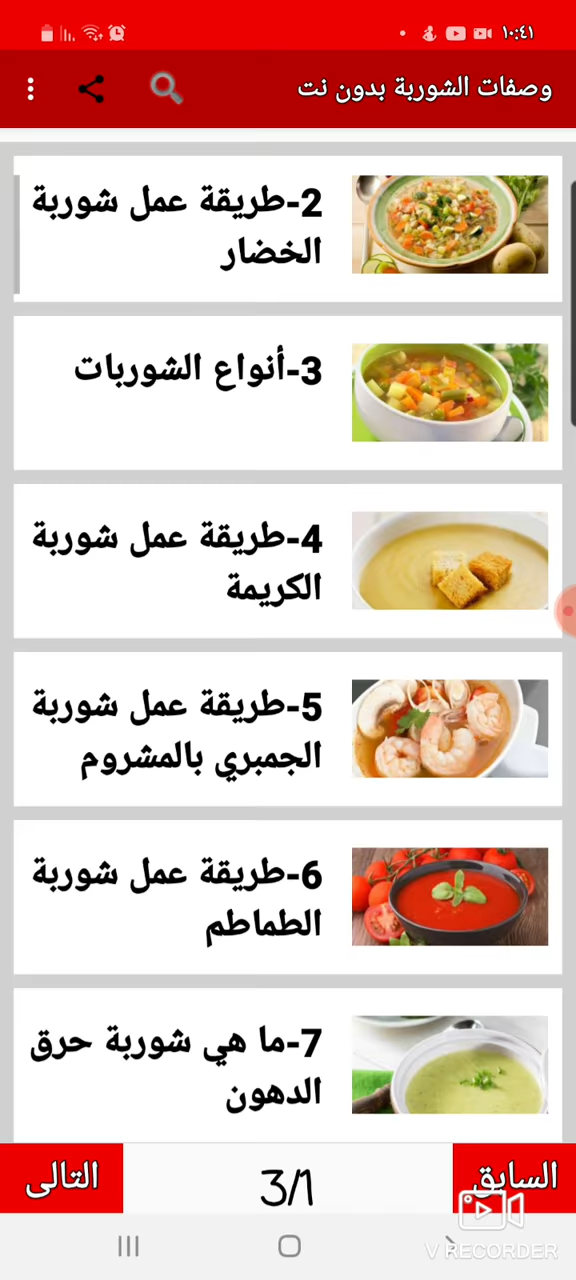 ١٠:٤١
وصفات الشوربة بدون نت
2-طريقة عمل شوربة
الخضار
3-أنواع الشوربات
4-طريقة عمل شوربة
الكريمة
5-طريقة عمل شوربة
الجمبري بالمشروم
6-طريقة عمل شوربة
الطماطم
7-ما هي شوربة حرق
الدهون
السابق
3/1
التالى
V RECORDER